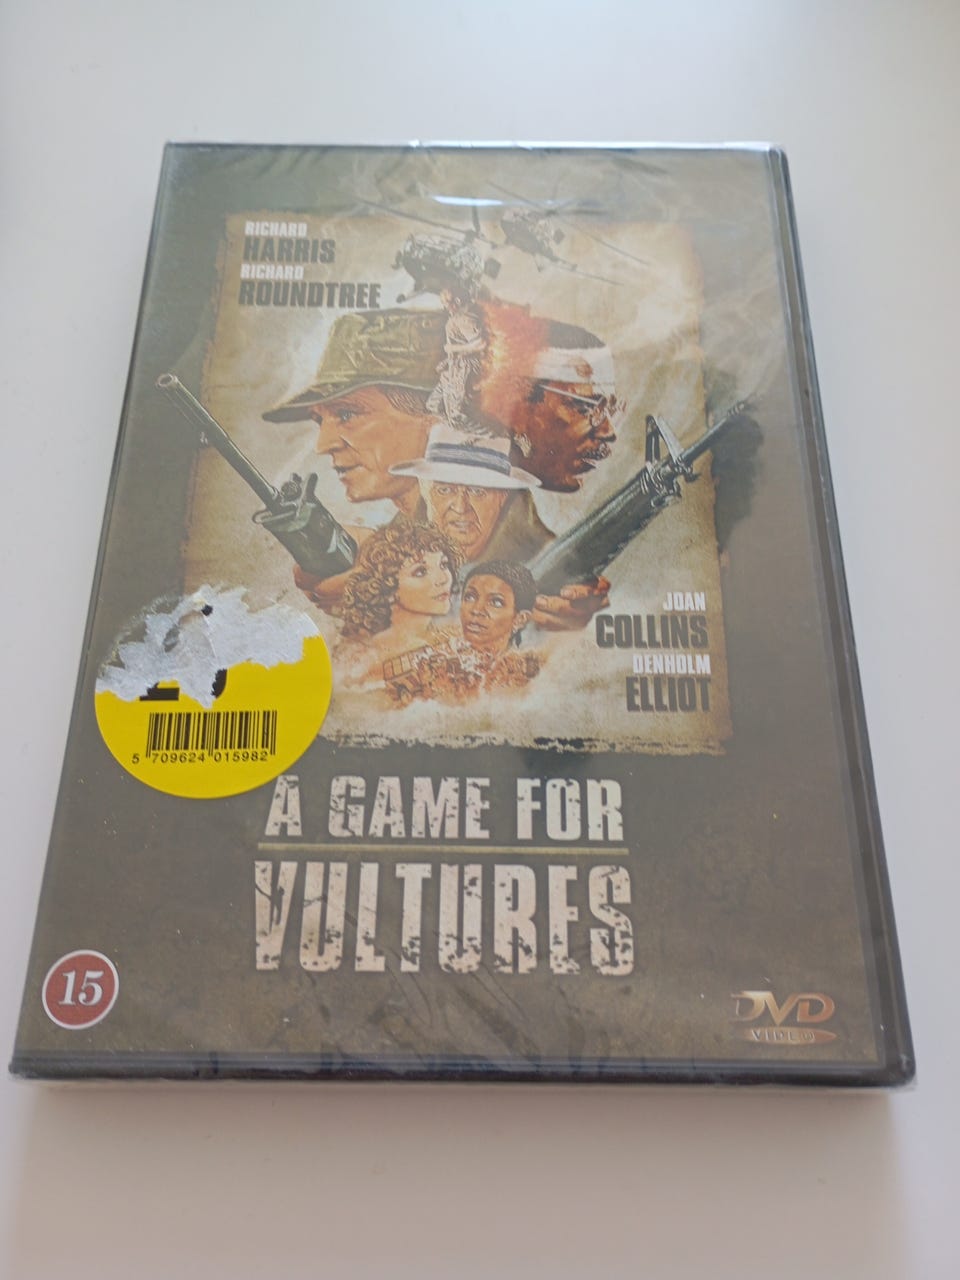 RICHARD
HARRIS
RICHARD
ROUNDTREE
JOAN
COLLINS
DENHOLM
ELLIOT
5 709624 015982
A GAME FOR
VULTURES
15
DVD
VIDEO